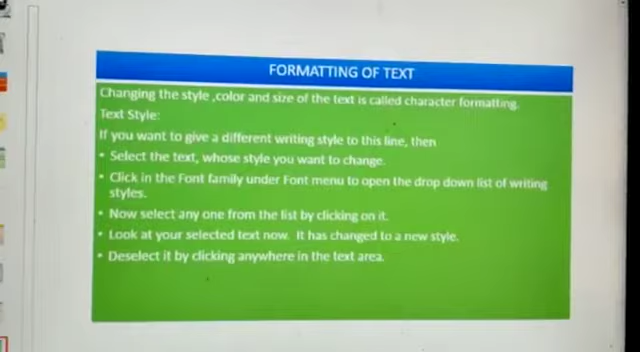 FORMATTING OF TEXT
Changing the style ,color and size of the text is called character formatting.
Text Style:
If you want to give a different writing style to this line, then
• Select the text, whose style you want to change.
• Click in the Font family under Font menu to open the drop down list of writing
styles.
• Now select any one from the list by clicking on it.
• Look at your selected text now. It has changed to a new style.
• Deselect it by clicking anywhere in the text area.